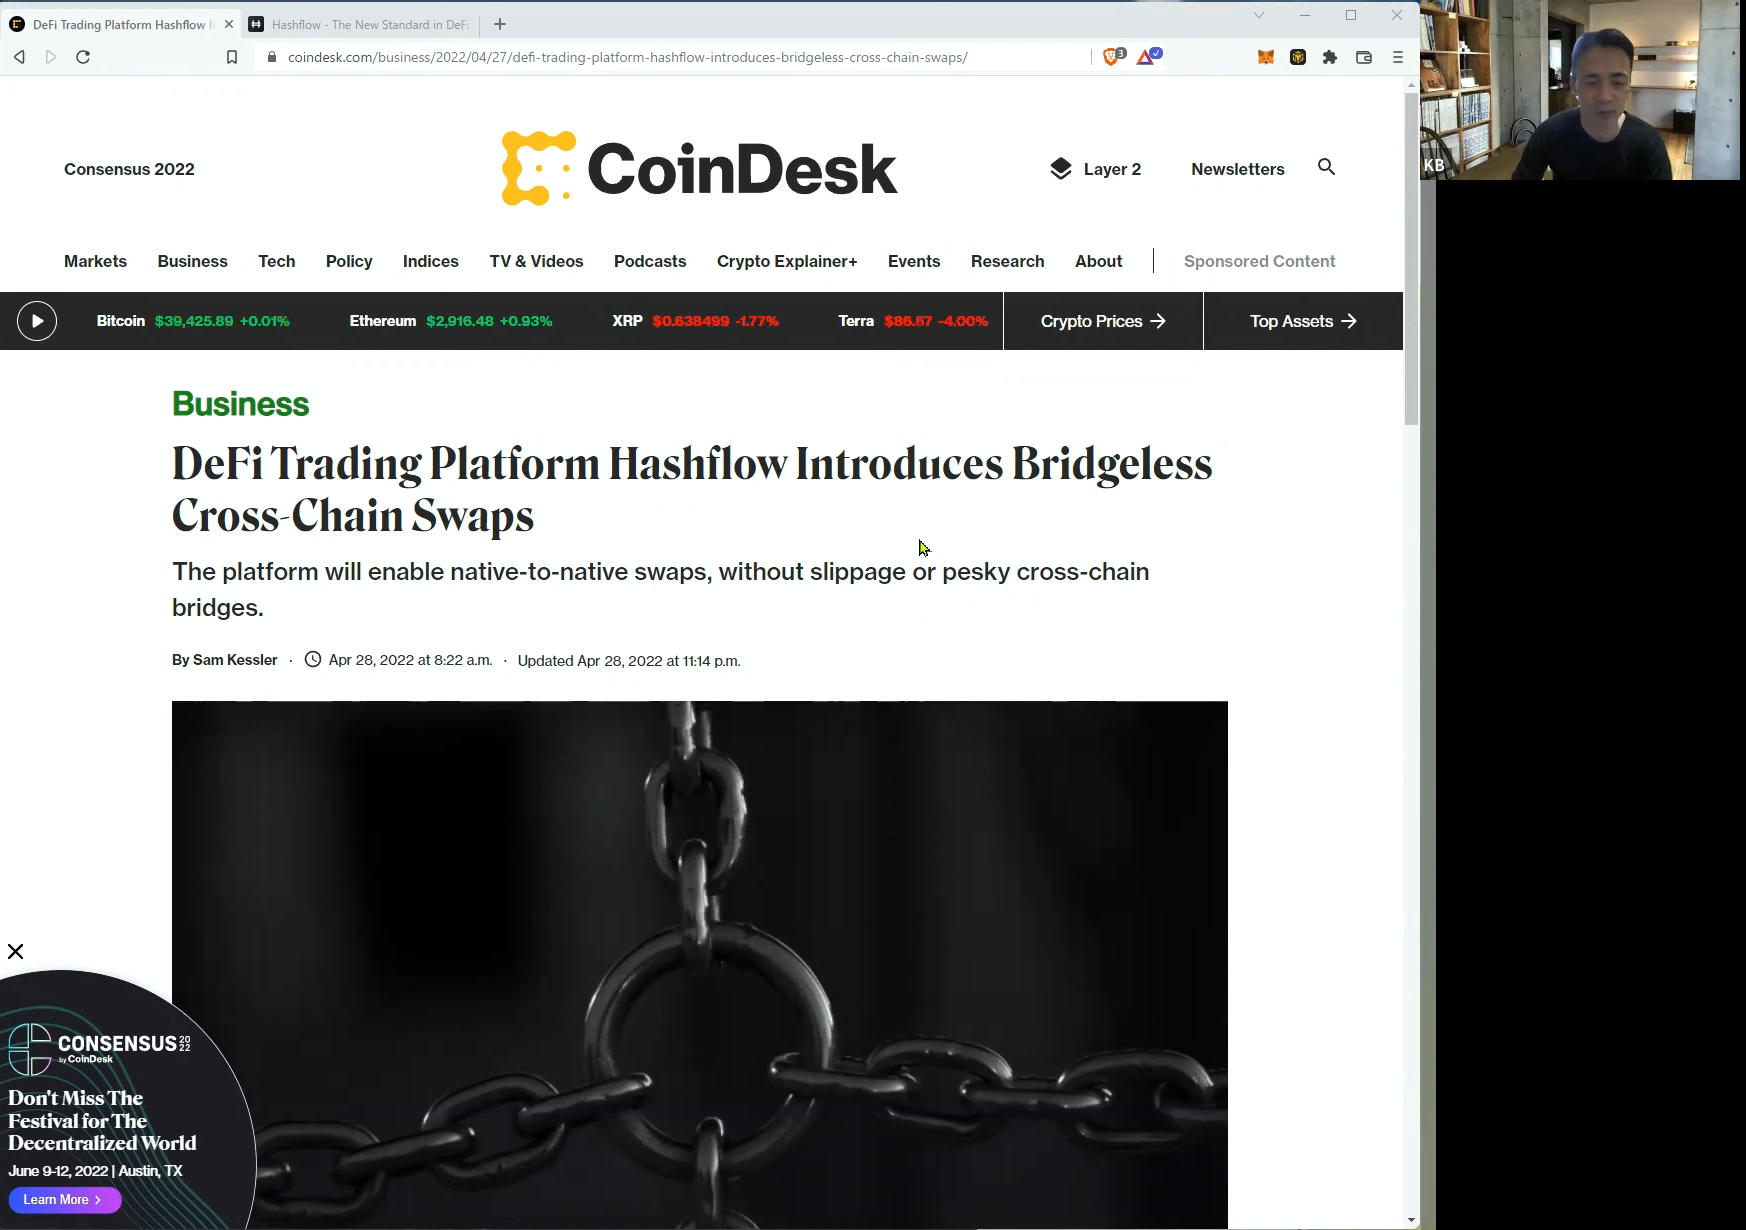 DeFi Trading Platform Hashflow
Hashflow - The New Standard in DeFi
coindesk.com/business/2022/04/27/defi-trading-platform-hashflow-introduces-bridgeless-cross-chain-swaps/
3
KB
Consensus 2022
CoinDesk
Layer 2
Newsletters
Markets Business Tech Policy Indices TV & Videos Podcasts Crypto Explainer+ Events Research About Sponsored Content
Bitcoin $39,425.89 +0.01% Ethereum $2,916.48 +0.93% XRP $0.638499 -1.77% Terra $86.67 -4.00% Crypto Prices → Top Assets →
Business
DeFi Trading Platform Hashflow Introduces Bridgeless
Cross-Chain Swaps
The platform will enable native-to-native swaps, without slippage or pesky cross-chain
bridges.
By Sam Kessler · Apr 28, 2022 at 8:22 a.m. · Updated Apr 28, 2022 at 11:14 p.m.
CONSENSUS 20
22
by CoinDesk
Don't Miss The
Festival for The
Decentralized World
June 9-12, 2022 | Austin, TX
Learn More >